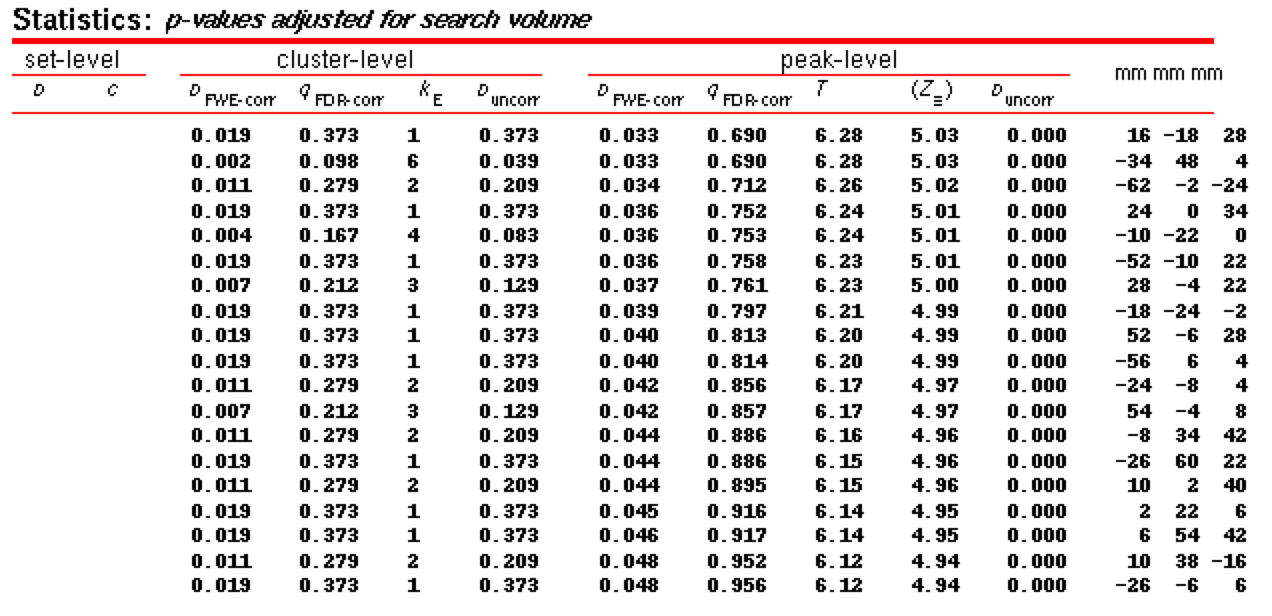 Statistics: p-values adjusted for search volume
set-level cluster-level peak-level mm mm mm
p c p FWE-corr q FDR-corr k E p uncorr p FWE-corr q FDR-corr T (Z≡) p uncorr
0.019 0.373 1 0.373 0.033 0.690 6.28 5.03 0.000 16 -18 28
0.002 0.098 6 0.039 0.033 0.690 6.28 5.03 0.000 -34 48 4
0.011 0.279 2 0.209 0.034 0.712 6.26 5.02 0.000 -62 -2 -24
0.019 0.373 1 0.373 0.036 0.752 6.24 5.01 0.000 24 0 34
0.004 0.167 4 0.083 0.036 0.753 6.24 5.01 0.000 -10 -22 0
0.019 0.373 1 0.373 0.036 0.758 6.23 5.01 0.000 -52 -10 22
0.007 0.212 3 0.129 0.037 0.761 6.23 5.00 0.000 28 -4 22
0.019 0.373 1 0.373 0.039 0.797 6.21 4.99 0.000 -18 -24 -2
0.019 0.373 1 0.373 0.040 0.813 6.20 4.99 0.000 52 -6 28
0.019 0.373 1 0.373 0.040 0.814 6.20 4.99 0.000 -56 6 4
0.011 0.279 2 0.209 0.042 0.856 6.17 4.97 0.000 -24 -8 4
0.007 0.212 3 0.129 0.042 0.857 6.17 4.97 0.000 54 -4 8
0.011 0.279 2 0.209 0.044 0.886 6.16 4.96 0.000 -8 34 42
0.019 0.373 1 0.373 0.044 0.886 6.15 4.96 0.000 -26 60 22
0.011 0.279 2 0.209 0.044 0.895 6.15 4.96 0.000 10 2 40
0.019 0.373 1 0.373 0.045 0.916 6.14 4.95 0.000 2 22 6
0.019 0.373 1 0.373 0.046 0.917 6.14 4.95 0.000 6 54 42
0.011 0.279 2 0.209 0.048 0.952 6.12 4.94 0.000 10 38 -16
0.019 0.373 1 0.373 0.048 0.956 6.12 4.94 0.000 -26 -6 6